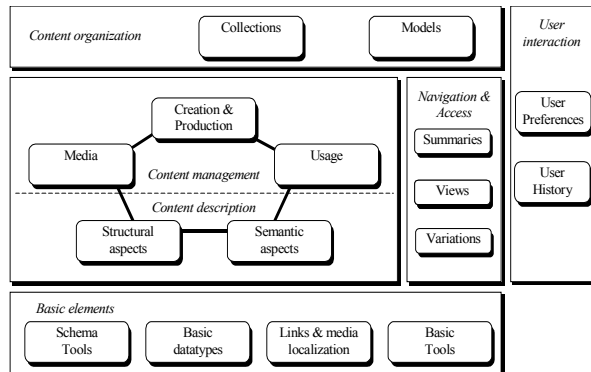 Content organization
Collections
Models
User
interaction
Creation &
Production
Media
Usage
Content management
Content description
Structural
aspects
Semantic
aspects
Navigation &
Access
Summaries
Views
Variations
User
Preferences
User
History
Basic elements
Schema
Tools
Basic
datatypes
Links & media
localization
Basic
Tools